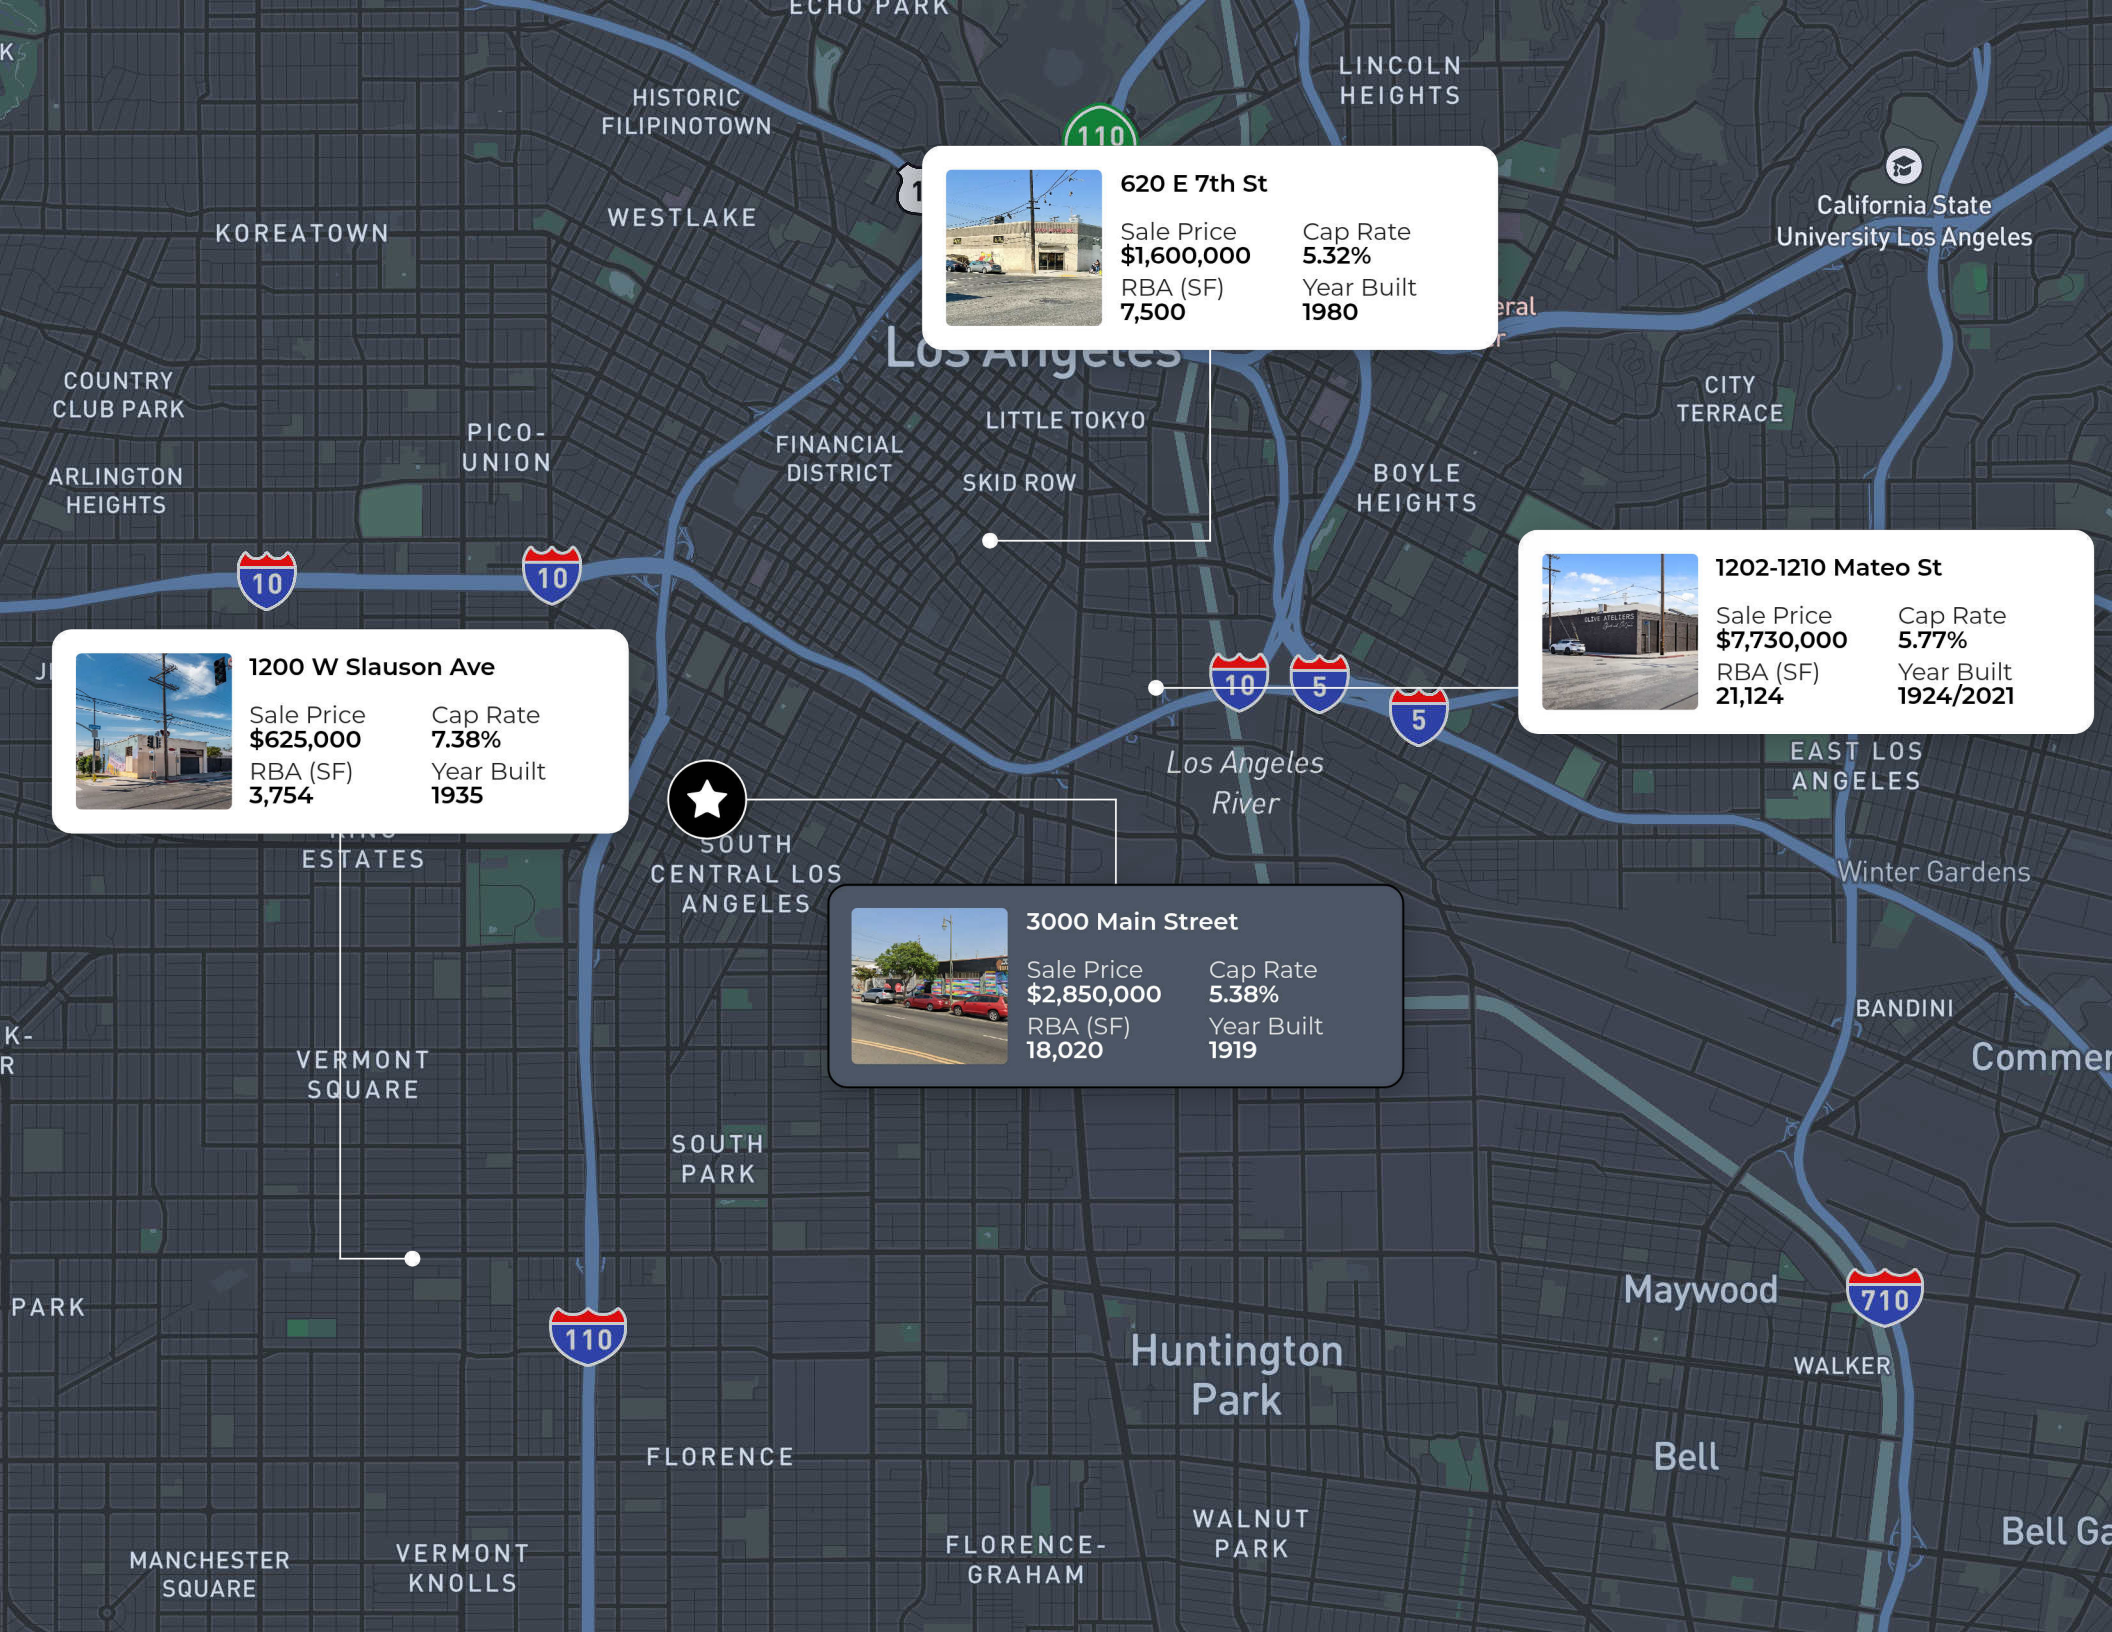 ECHO PARK
LINCOLN
HEIGHTS
HISTORIC
FILIPINOTOWN
110
620 E 7th St
Sale Price
Cap Rate
$1,600,000
5.32%
RBA (SF)
Year Built
7,500
1980
California State
University Los Angeles
WESTLAKE
KOREATOWN
Los Angeles
COUNTRY
CLUB PARK
CITY
TERRACE
LITTLE TOKYO
PICO-
UNION
FINANCIAL
DISTRICT
SKID ROW
BOYLE
HEIGHTS
ARLINGTON
HEIGHTS
10
10
1202-1210 Mateo St
Sale Price
Cap Rate
$7,730,000
5.77%
RBA (SF)
Year Built
21,124
1924/2021
OLIVE ATELIERS
1200 W Slauson Ave
Sale Price
Cap Rate
$625,000
7.38%
RBA (SF)
Year Built
3,754
1935
10
5
5
Los Angeles
River
EAST LOS
ANGELES
ESTATES
SOUTH
CENTRAL LOS
ANGELES
Winter Gardens
3000 Main Street
Sale Price
Cap Rate
$2,850,000
5.38%
RBA (SF)
Year Built
18,020
1919
BANDINI
VERMONT
SQUARE
SOUTH
PARK
PARK
Maywood
710
110
Huntington
Park
WALKER
FLORENCE
Bell
WALNUT
PARK
FLORENCE-
GRAHAM
MANCHESTER
SQUARE
VERMONT
KNOLLS